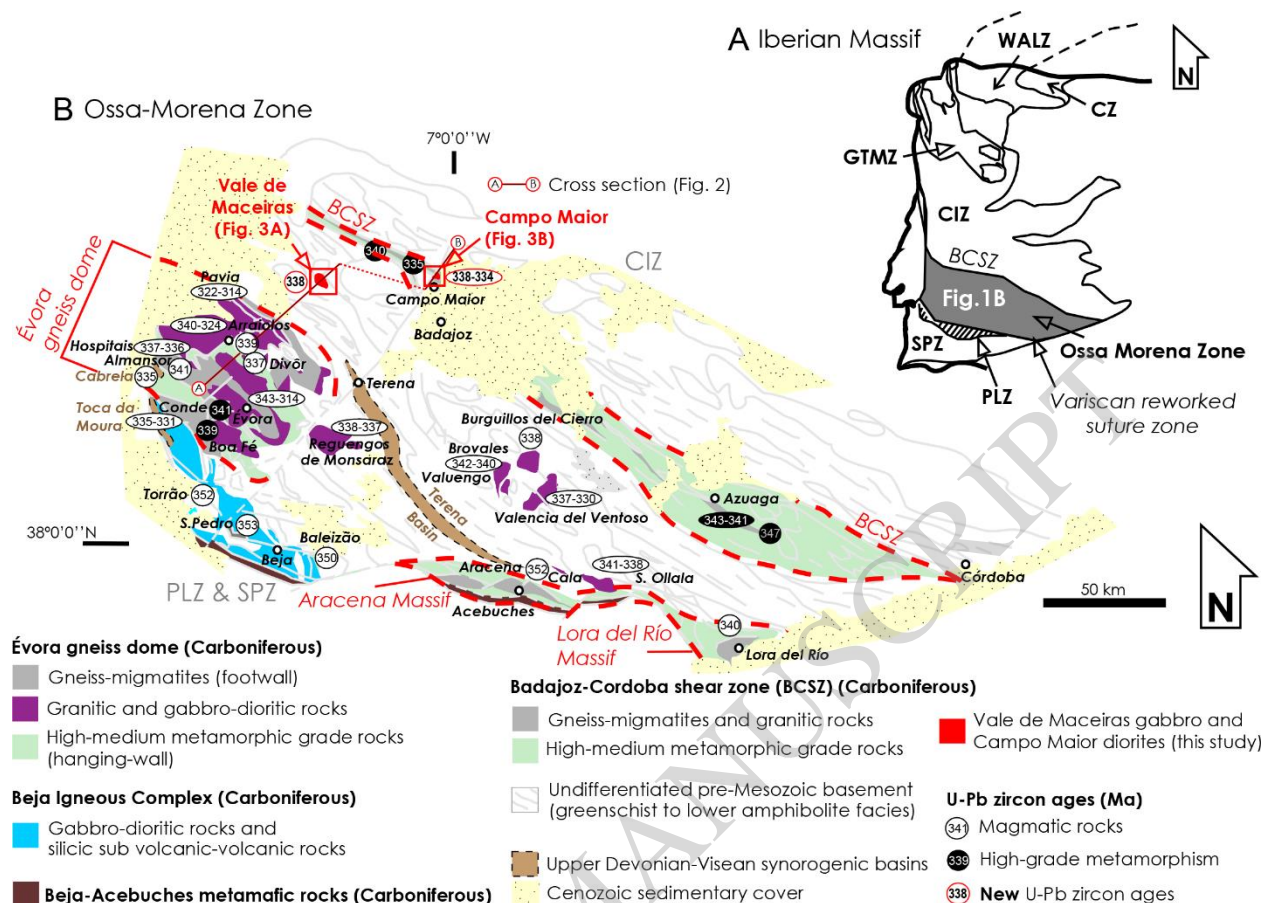 A Iberian Massif
WALZ
N
CZ
GTMZ
CIZ
BCSZ
Fig.1B
SPZ
Ossa Morena Zone
PLZ
Variscan reworked
suture zone
B Ossa-Morena Zone
7º0'0''W
A B Cross section (Fig. 2)
Vale de
Maceiras
(Fig. 3A)
BCSZ
Campo Maior
(Fig. 3B)
B
340
335
338
338-334
CIZ
Campo Maior
Badajoz
Évora
gneiss dome
Pavia
322-314
340-324
Arraiolos
Hospitais
337-336
339
Almansor
341
337
Divôr
Cabrela
335
A
Terena
343-314
Conde
341
Évora
Toca da
Moura
335-331
339
Boa Fé
338-337
Reguengos
de Monsaraz
Burguillos del Cierro
338
Brovales
342-340
Valuengo
337-330
Valencia del Ventoso
Azuaga
343-341
347
BCSZ
Córdoba
Torrão
352
S.Pedro
353
Baleizão
350
Beja
38º0'0''N
Terena
Basin
PLZ & SPZ
Aracena
352
Cala
341-338
S. Ollala
Aracena Massif
Acebuches
340
Lora del Río
Lora del Río
Massif
50 km
N
Évora gneiss dome (Carboniferous)
Gneiss-migmatites (footwall)
Granitic and gabbro-dioritic rocks
High-medium metamorphic grade rocks
(hanging-wall)
Beja Igneous Complex (Carboniferous)
Gabbro-dioritic rocks and
silicic sub volcanic-volcanic rocks
Beja-Acebuches metamafic rocks (Carboniferous)
Badajoz-Cordoba shear zone (BCSZ) (Carboniferous)
Gneiss-migmatites and granitic rocks
High-medium metamorphic grade rocks
Undifferentiated pre-Mesozoic basement
(greenschist to lower amphibolite facies)
Upper Devonian-Visean synorogenic basins
Cenozoic sedimentary cover
Vale de Maceiras gabbro and
Campo Maior diorites (this study)
U-Pb zircon ages (Ma)
341 Magmatic rocks
339 High-grade metamorphism
338 New U-Pb zircon ages
MANUSCRIPT